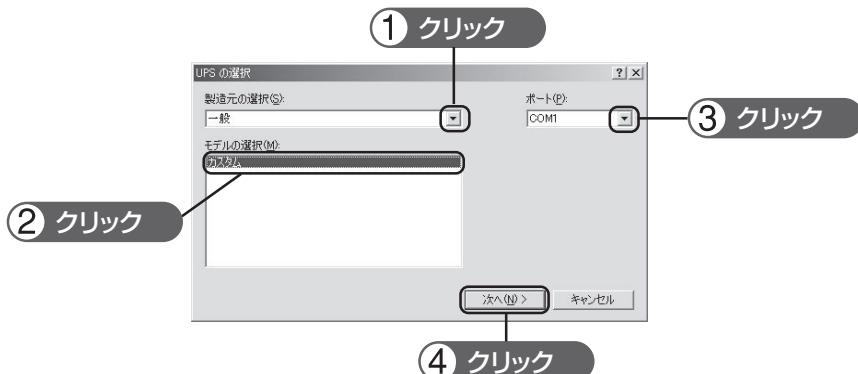 ① クリック
UPS の選択
製造元の選択(S):
一般
ポート(P):
COM1
③ クリック
モデルの選択(M):
カスタム
② クリック
次へ(N) >
キャンセル
④ クリック